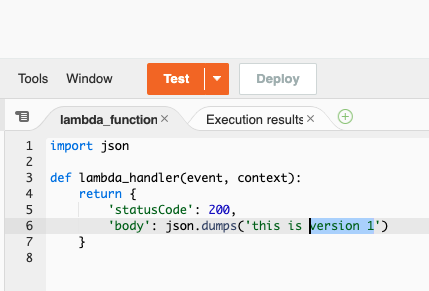 Tools Window Test Deploy
lambda_function Execution results
1 import json
2
3 def lambda_handler(event, context):
4 return {
5 'statusCode': 200,
6 'body': json.dumps('this is version 1')
7 }
8